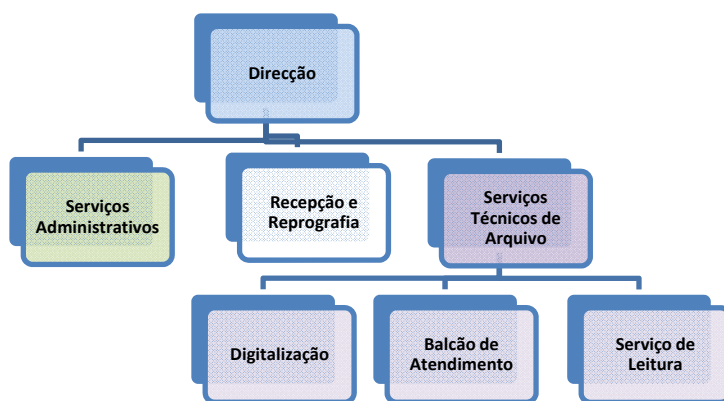 Direcção
Serviços
Administrativos
Recepção e
Reprografia
Serviços
Técnicos de
Arquivo
Digitalização
Balcão de
Atendimento
Serviço de
Leitura